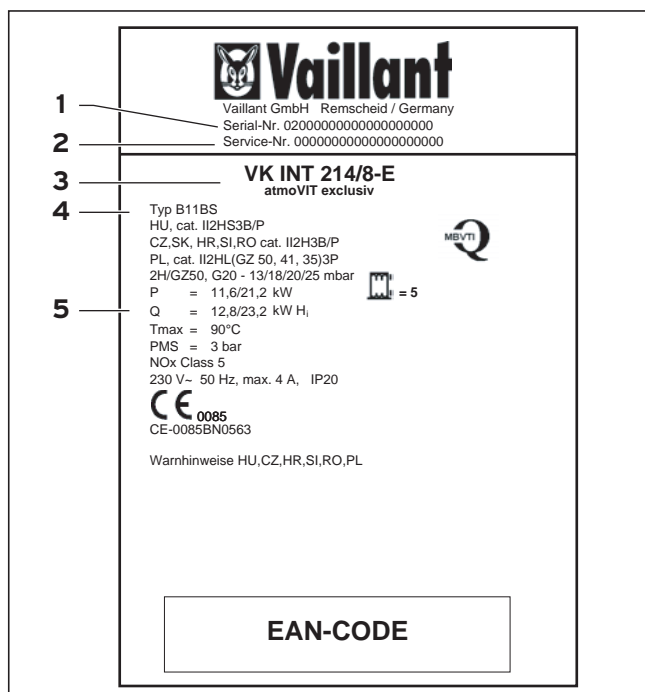 Vaillant
Vaillant GmbH Remscheid / Germany
1 Serial-Nr. 02000000000000000000
2 Service-Nr. 00000000000000000000
3 VK INT 214/8-E
atmoVIT exclusiv
4 Typ B11BS
HU, cat. II2HS3B/P
CZ,SK, HR,SI,RO cat. II2H3B/P
MBVTI Q
PL, cat. II2HL(GZ 50, 41, 35)3P
2H/GZ50, G20 - 13/18/20/25 mbar
P = 11,6/21,2 kW = 5
5 Q = 12,8/23,2 kW Hi
Tmax = 90°C
PMS = 3 bar
NOx Class 5
230 V~ 50 Hz, max. 4 A, IP20
CE 0085
CE-0085BN0563
Warnhinweise HU,CZ,HR,SI,RO,PL
EAN-CODE